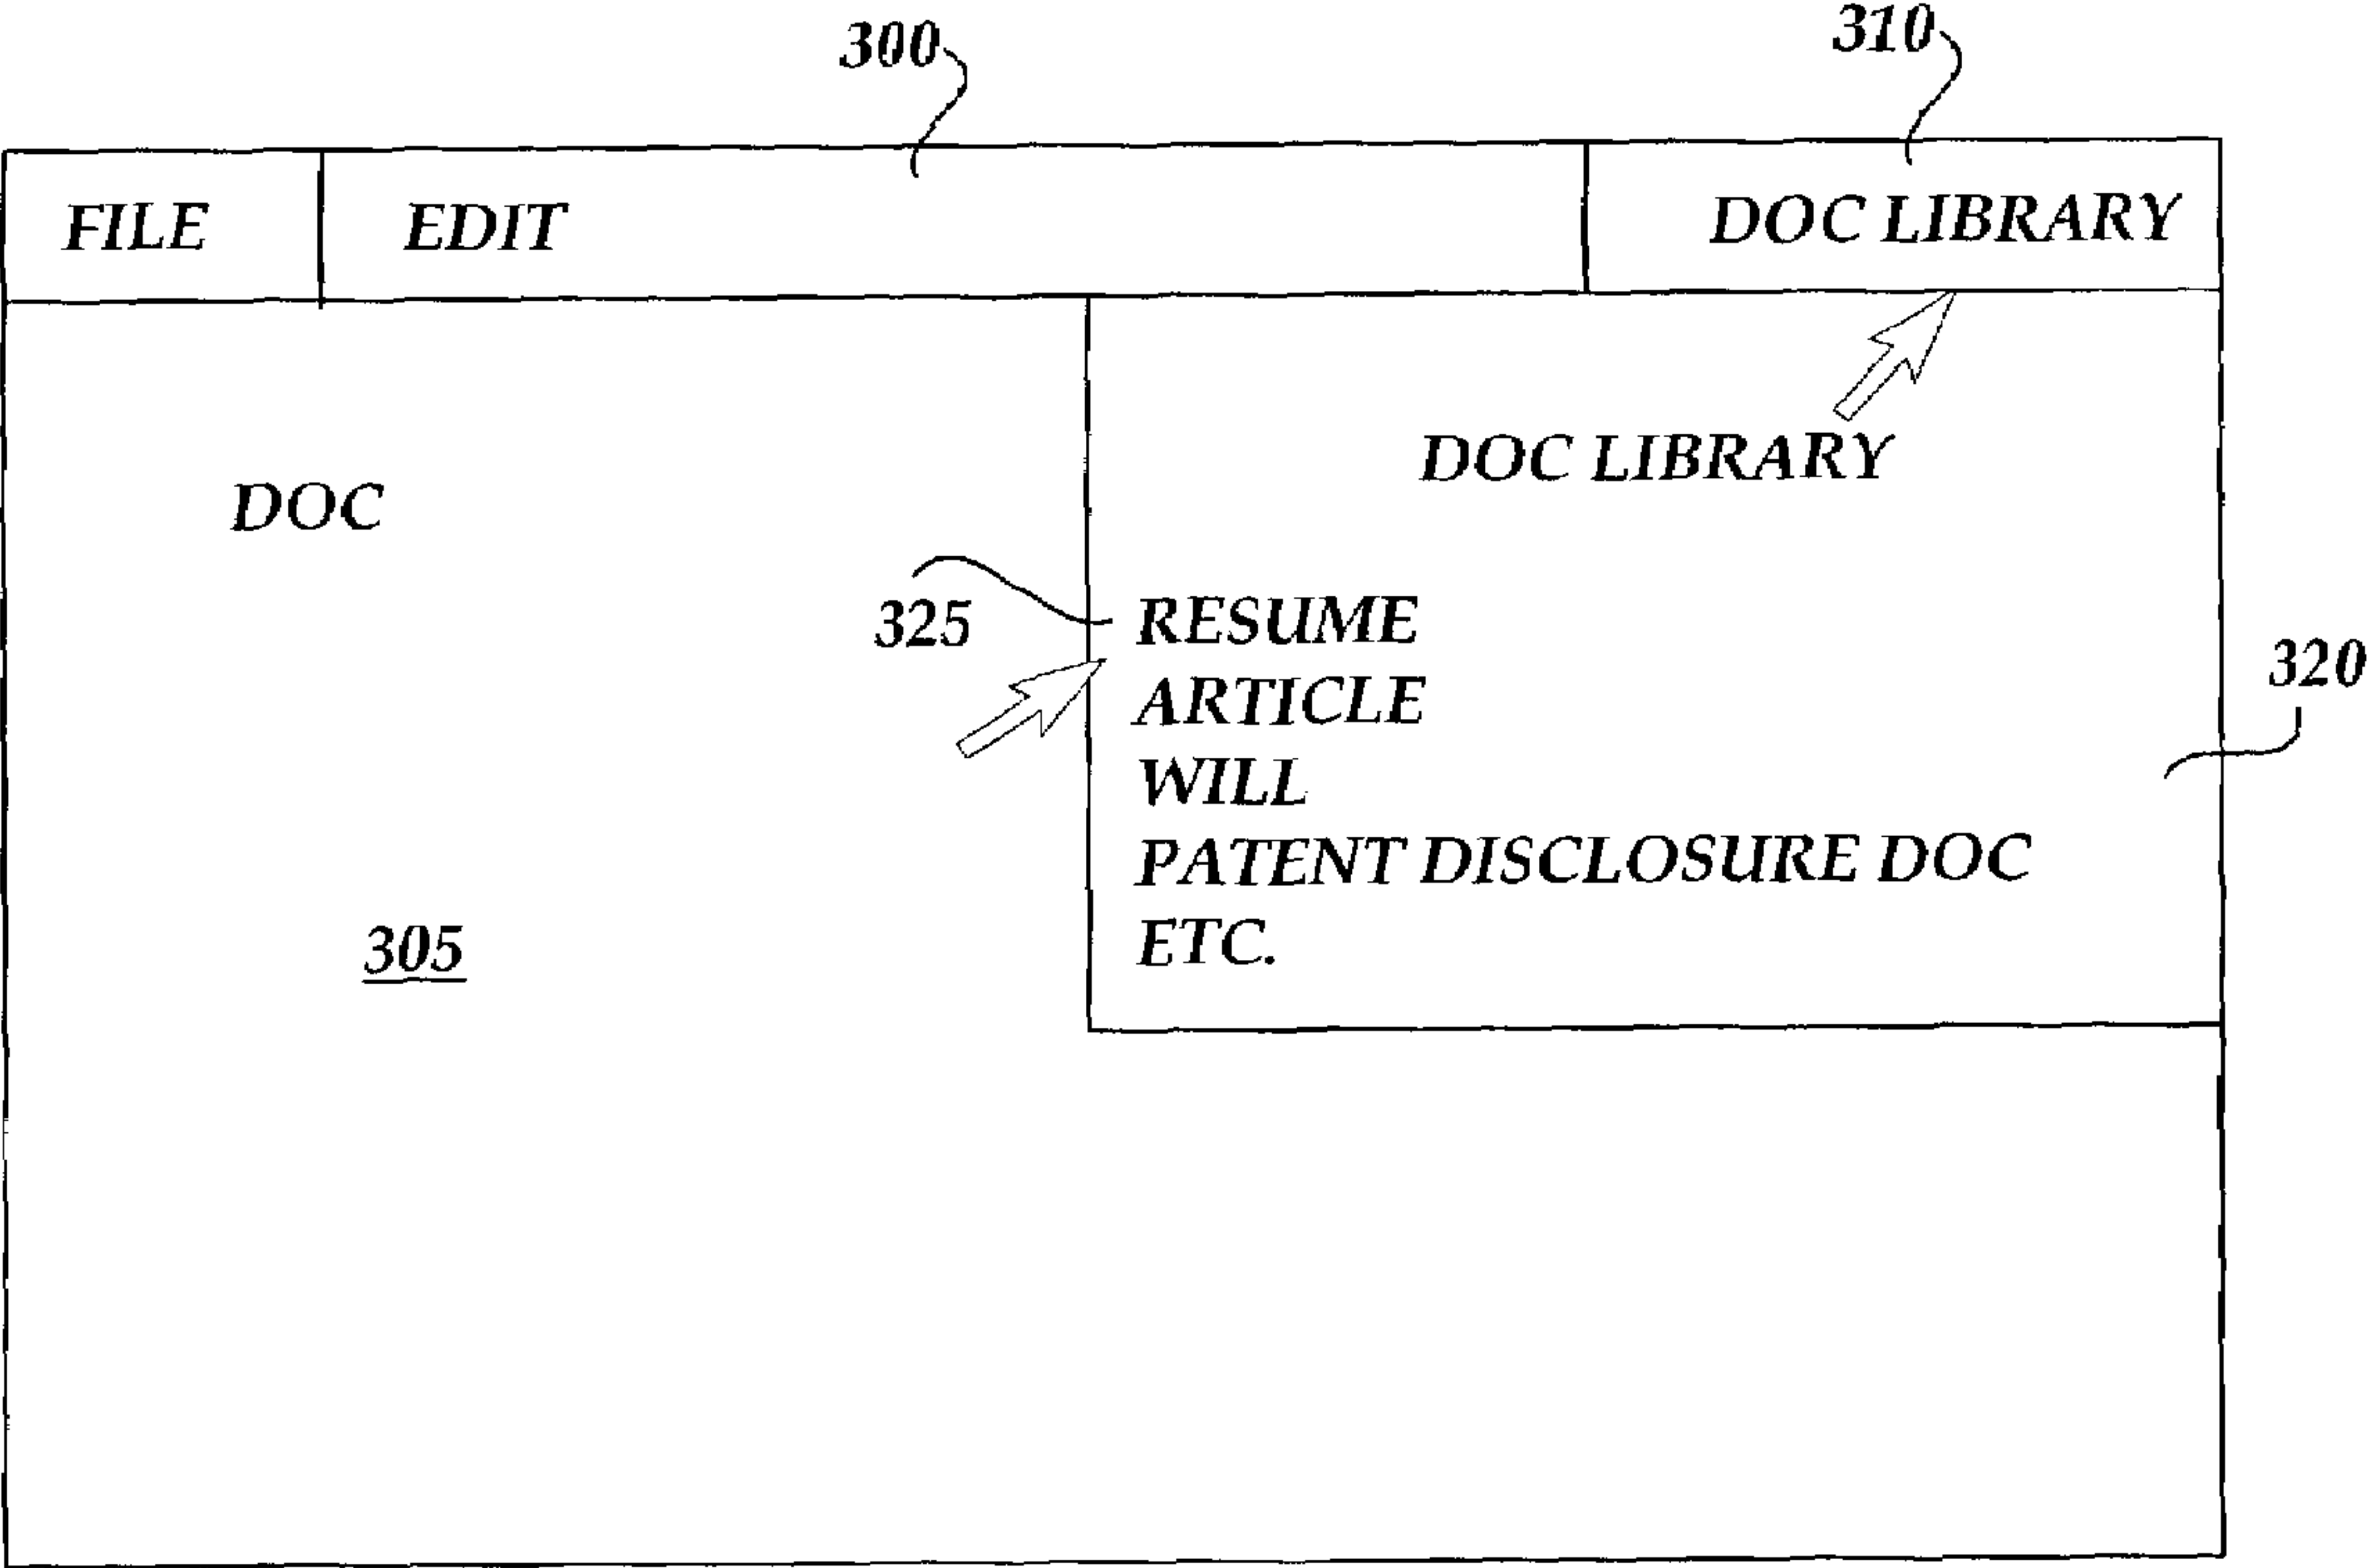 300
310
FILE EDIT DOC LIBRARY
DOC LIBRARY
DOC
325
RESUME
ARTICLE
WILL
PATENT DISCLOSURE DOC
ETC.
320
305